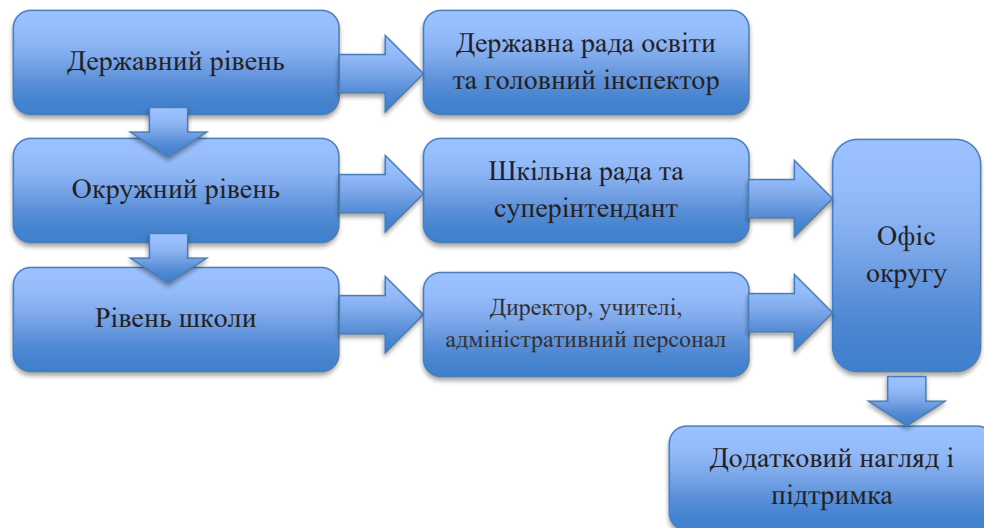 Державний рівень
Державна рада освіти
та головний інспектор
Окружний рівень
Шкільна рада та
суперінтендант
Офіс
округу
Рівень школи
Директор, учителі,
адміністративний персонал
Додатковий нагляд і
підтримка